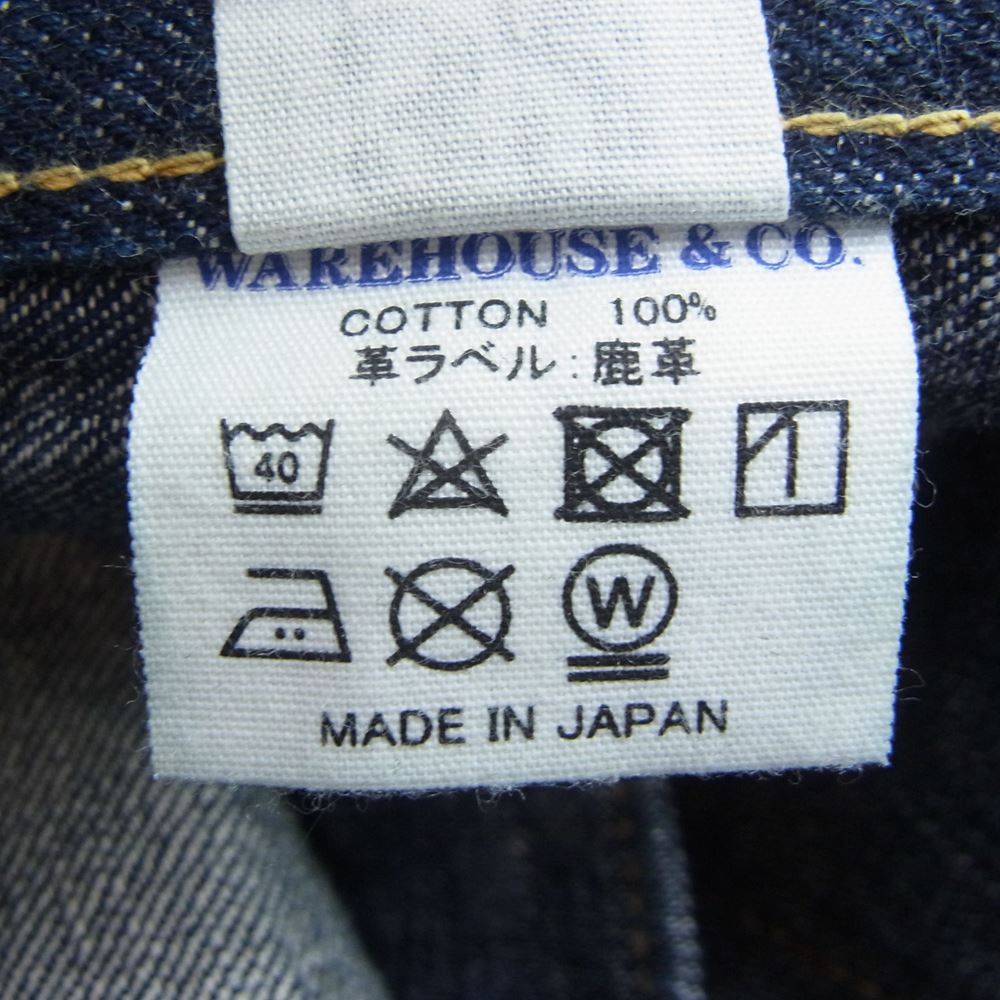 WAREHOUSE & CO.
COTTON 100%
革ラベル:鹿革
40
W
MADE IN JAPAN